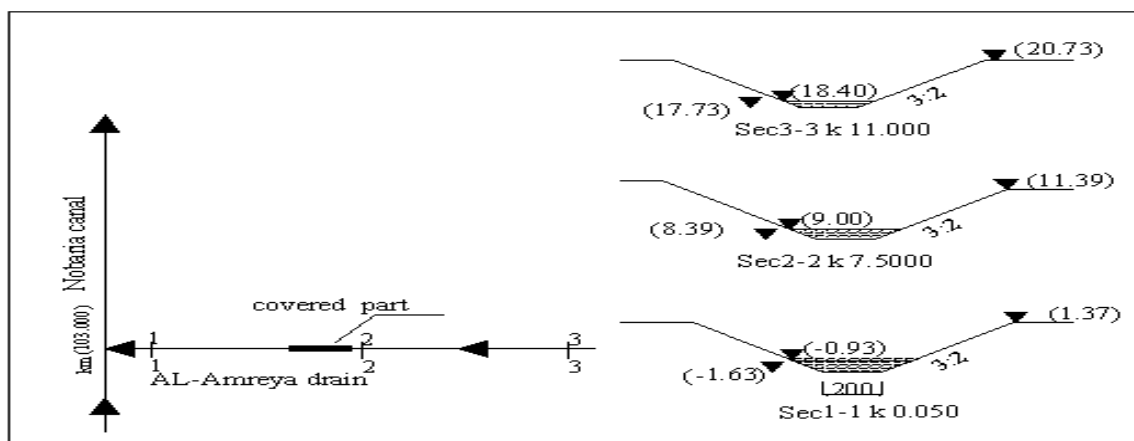 Nobaria canal
km (103.000)
covered part
1
2
3
1
2
3
AL-Amreya drain
(20.73)
(18.40)
(17.73)
3:2
Sec3-3 k 11.000
(11.39)
(9.00)
(8.39)
3:2
Sec2-2 k 7.5000
(1.37)
(-0.93)
(-1.63)
3:2
200
Sec1-1 k 0.050